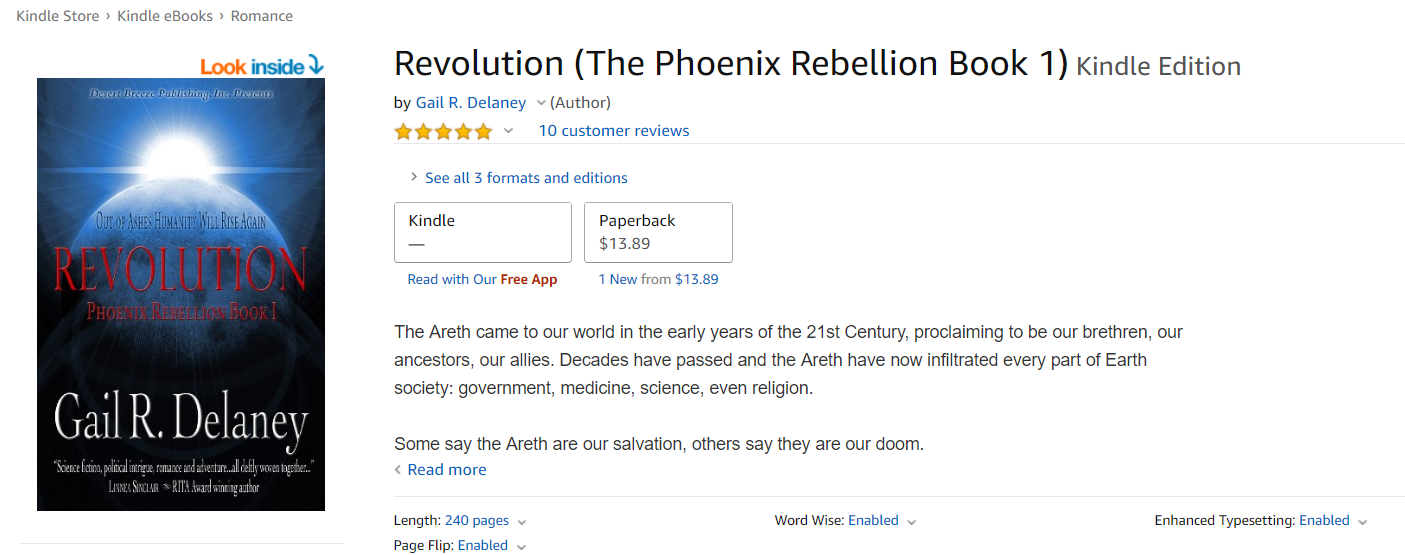 Kindle Store › Kindle eBooks › Romance
Look inside
Desert Breeze Publishing, Inc. Presents
OUT OF ASHES HUMANITY WILL RISE AGAIN
REVOLUTION
PHOENIX REBELLION BOOK I
Gail R. Delaney
"Science fiction, political intrigue, romance and adventure...all deftly woven together..."
LINNEA SINCLAIR ~ RITA Award winning author
Revolution (The Phoenix Rebellion Book 1) Kindle Edition
by Gail R. Delaney (Author)
10 customer reviews
See all 3 formats and editions
Kindle
—
Read with Our Free App
Paperback
$13.89
1 New from $13.89
The Areth came to our world in the early years of the 21st Century, proclaiming to be our brethren, our
ancestors, our allies. Decades have passed and the Areth have now infiltrated every part of Earth
society: government, medicine, science, even religion.
Some say the Areth are our salvation, others say they are our doom.
Read more
Length: 240 pages
Word Wise: Enabled
Enhanced Typesetting: Enabled
Page Flip: Enabled